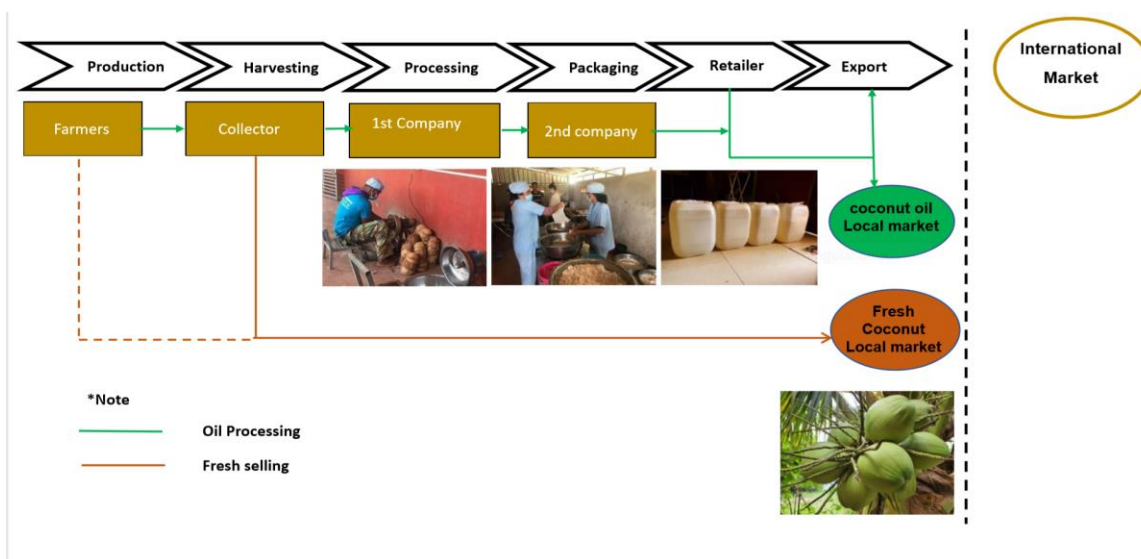 Production
Harvesting
Processing
Packaging
Retailer
Export
International
Market
Farmers
Collector
1st Company
2nd company
coconut oil
Local market
Fresh
Coconut
Local market
*Note
Oil Processing
Fresh selling